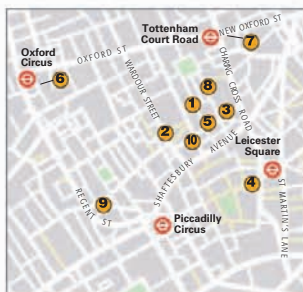 Tottenham
Court Road
NEW OXFORD ST
7
Oxford
Circus
6
OXFORD ST
WARDOUR STREET
CHARING CROSS ROAD
8
1
3
5
2
10
SHAFTESBURY AVENUE
Leicester
Square
4
ST MARTIN'S LANE
REGENT ST
9
Piccadilly
Circus